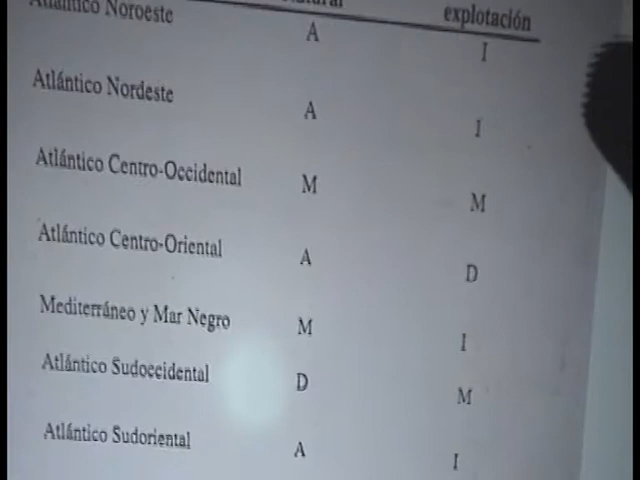 explotación
Atlántico Noroeste A I
Atlántico Nordeste A I
Atlántico Centro-Occidental M M
Atlántico Centro-Oriental A D
Mediterráneo y Mar Negro M I
Atlántico Sudoccidental D M
Atlántico Sudoriental A I